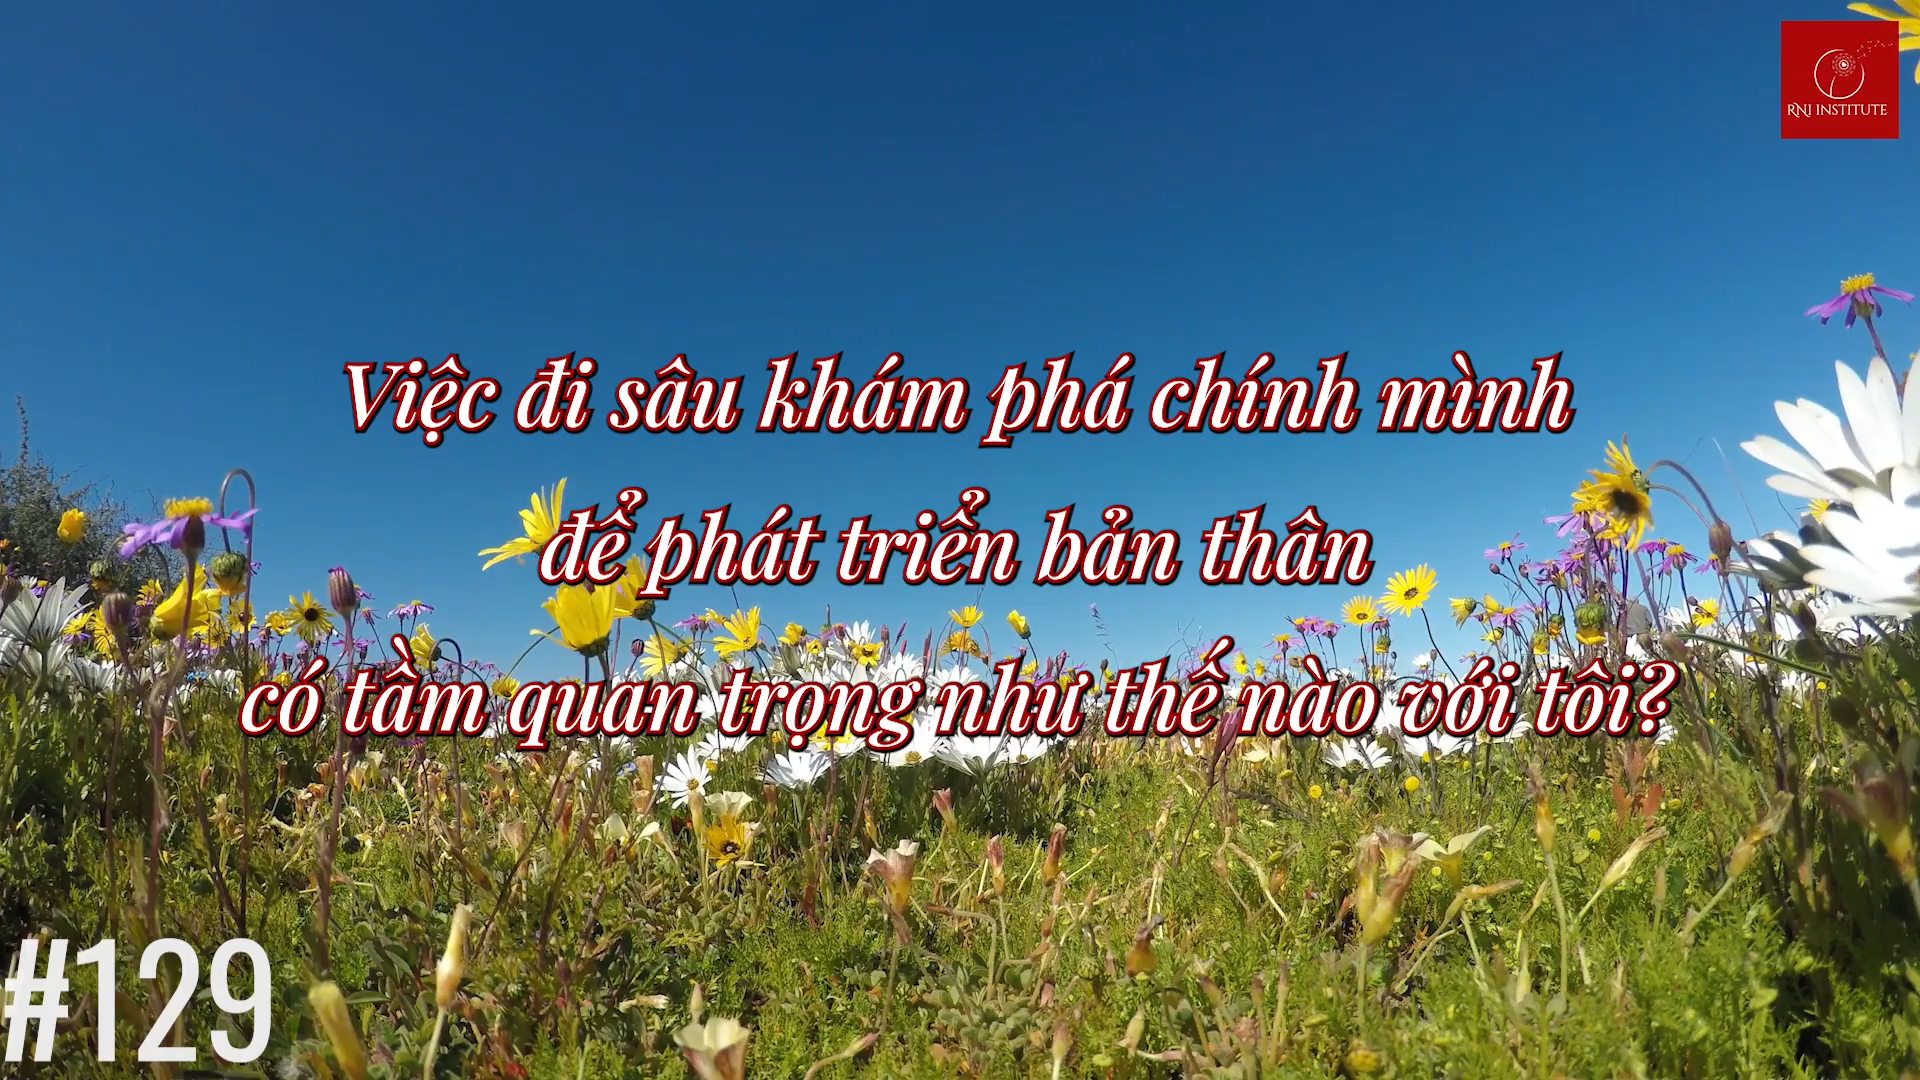 RNI INSTITUTE
Việc đi sâu khám phá chính mình
để phát triển bản thân
có tầm quan trọng như thế nào với tôi?
#129